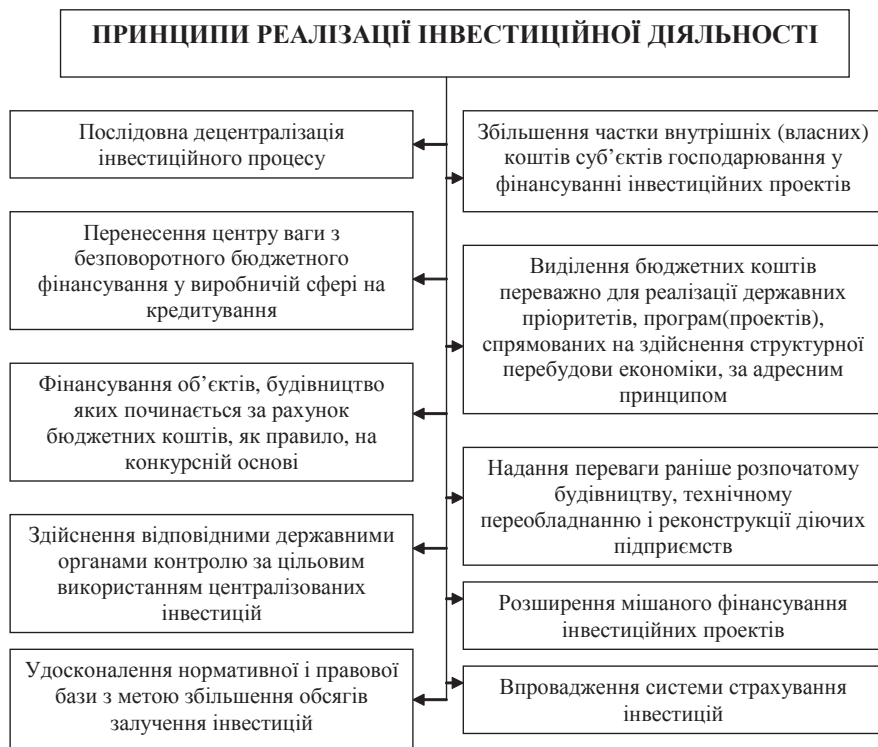 ПРИНЦИПИ РЕАЛІЗАЦІЇ ІНВЕСТИЦІЙНОЇ ДІЯЛЬНОСТІ
Послідовна децентралізація
інвестиційного процесу
Перенесення центру ваги з
безповоротного бюджетного
фінансування у виробничій сфері на
кредитування
Фінансування об’єктів, будівництво
яких починається за рахунок
бюджетних коштів, як правило, на
конкурсній основі
Здійснення відповідними державними
органами контролю за цільовим
використанням централізованих
інвестицій
Удосконалення нормативної і правової
бази з метою збільшення обсягів
залучення інвестицій
Збільшення частки внутрішніх (власних)
коштів суб’єктів господарювання у
фінансуванні інвестиційних проектів
Виділення бюджетних коштів
переважно для реалізації державних
пріоритетів, програм(проектів),
спрямованих на здійснення структурної
перебудови економіки, за адресним
принципом
Надання переваги раніше розпочатому
будівництву, технічному
переобладнанню і реконструкції діючих
підприємств
Розширення мішаного фінансування
інвестиційних проектів
Впровадження системи страхування
інвестицій